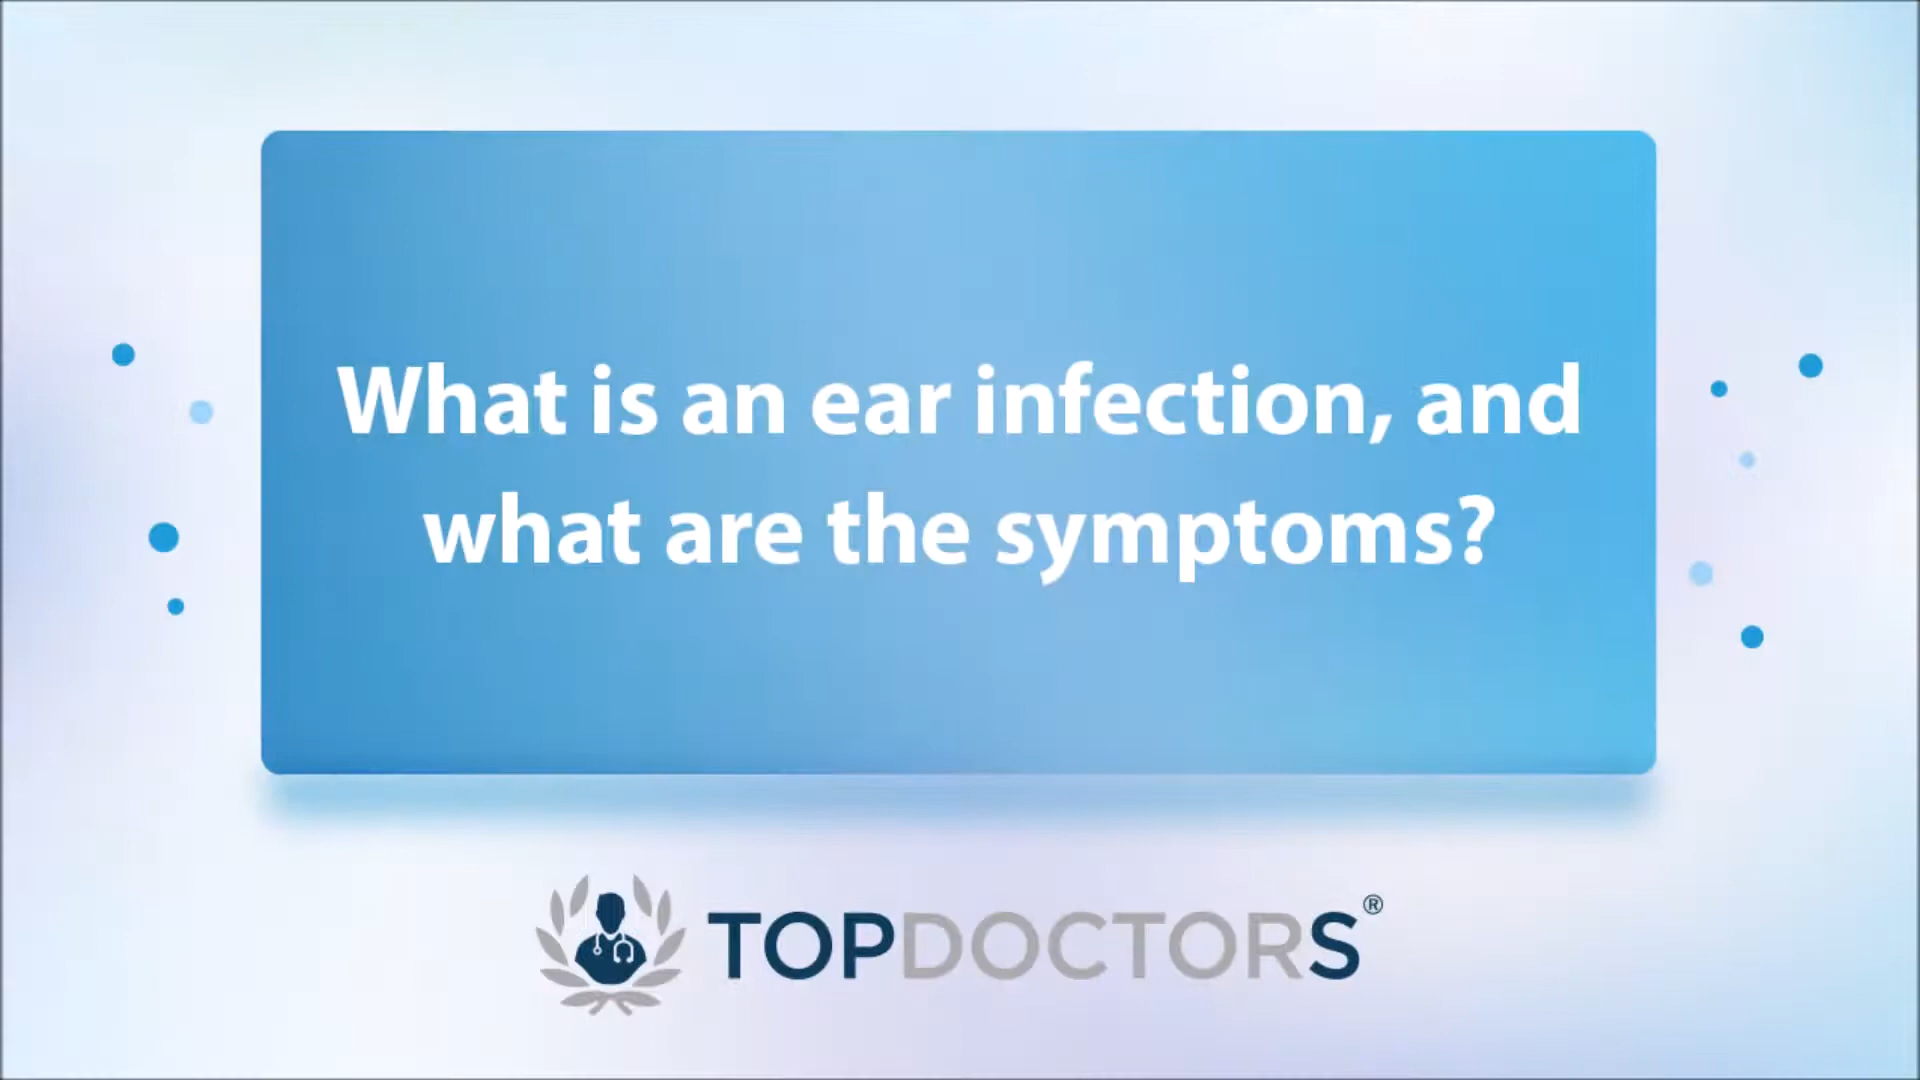 What is an ear infection, and
what are the symptoms?
TOPDOCTORS®